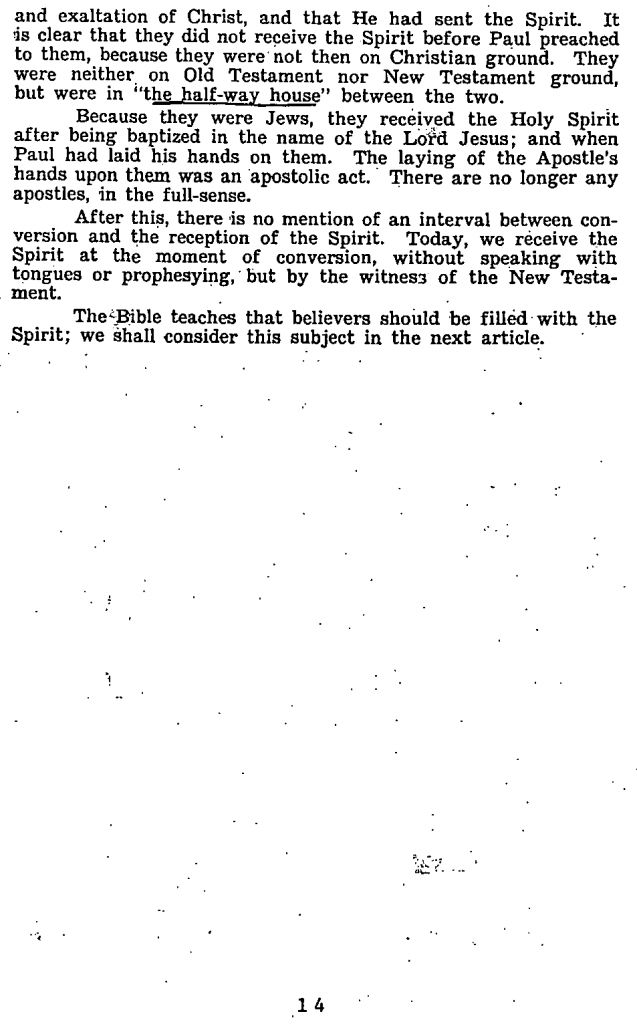 and exaltation of Christ, and that He had sent the Spirit. It
is clear that they did not receive the Spirit before Paul preached
to them, because they were not then on Christian ground. They
were neither on Old Testament nor New Testament ground,
but were in "the half-way house" between the two.
Because they were Jews, they received the Holy Spirit
after being baptized in the name of the Lord Jesus; and when
Paul had laid his hands on them. The laying of the Apostle's
hands upon them was an apostolic act. There are no longer any
apostles, in the full-sense.
After this, there is no mention of an interval between con-
version and the reception of the Spirit. Today, we receive the
Spirit at the moment of conversion, without speaking with
tongues or prophesying, but by the witness of the New Testa-
ment.
The Bible teaches that believers should be filled with the
Spirit; we shall consider this subject in the next article.
14